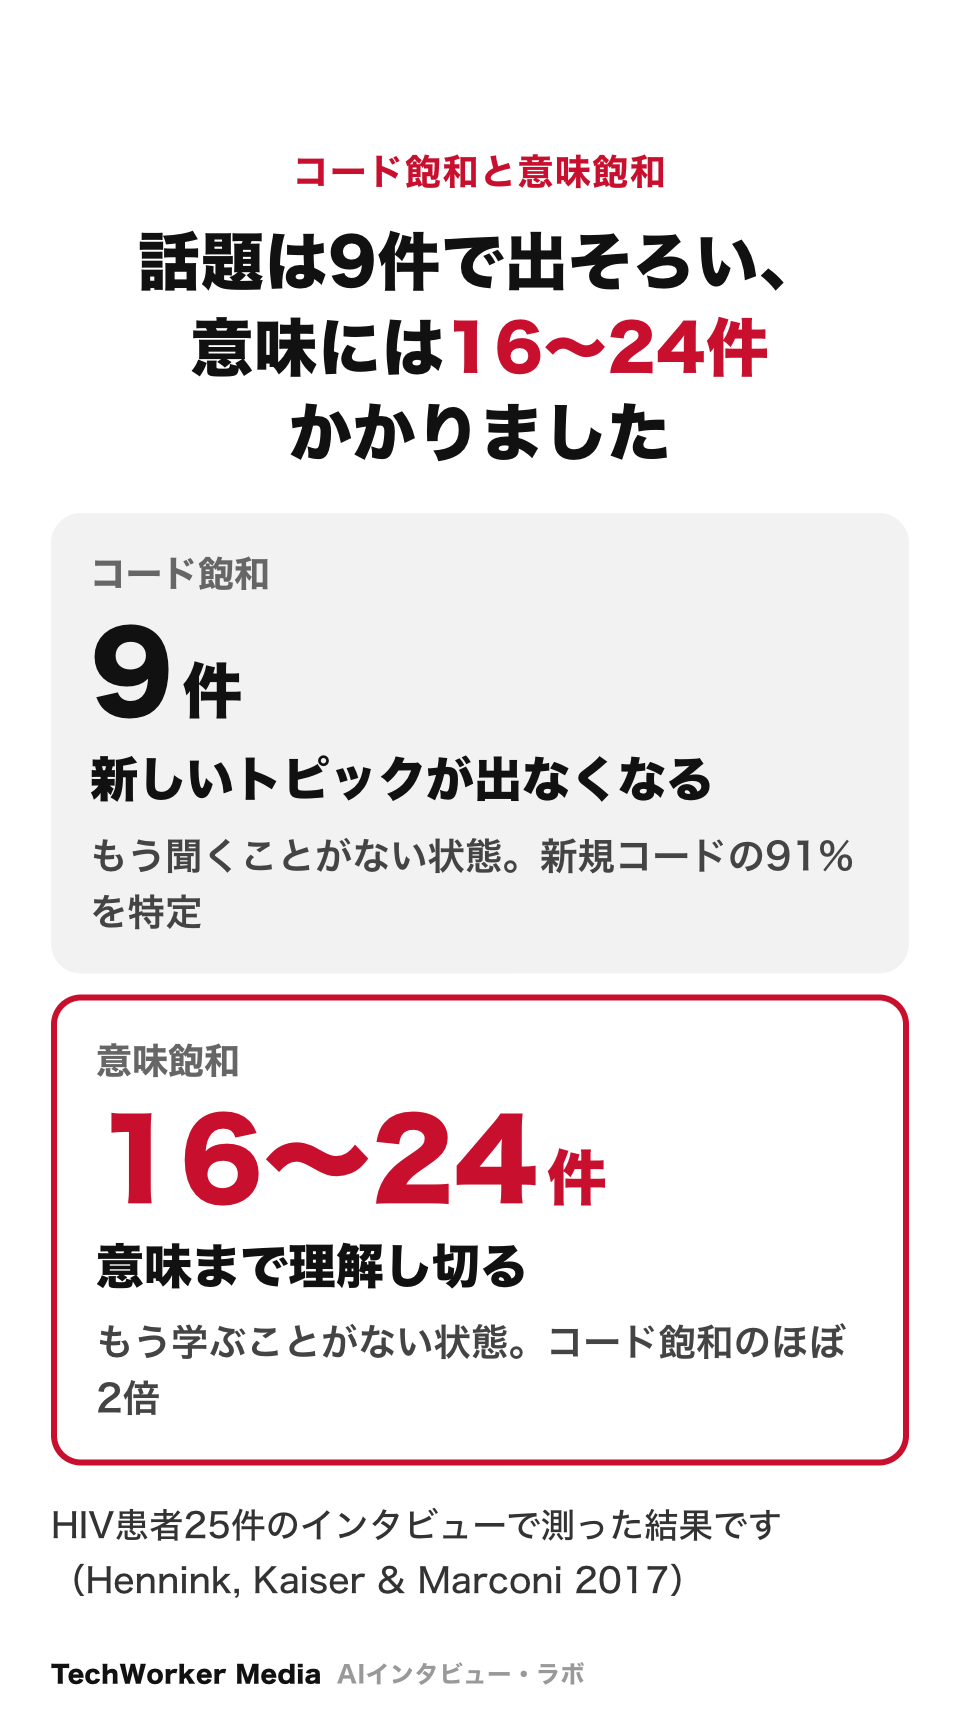 コード飽和と意味飽和
話題は9件で出そろい、
意味には16〜24件
かかりました
コード飽和
9件
新しいトピックが出なくなる
もう聞くことがない状態。新規コードの91%
を特定
意味飽和
16〜24件
意味まで理解し切る
もう学ぶことがない状態。コード飽和のほぼ
2倍
HIV患者25件のインタビューで測った結果です
（Hennink, Kaiser & Marconi 2017）
TechWorker Media AIインタビュー・ラボ